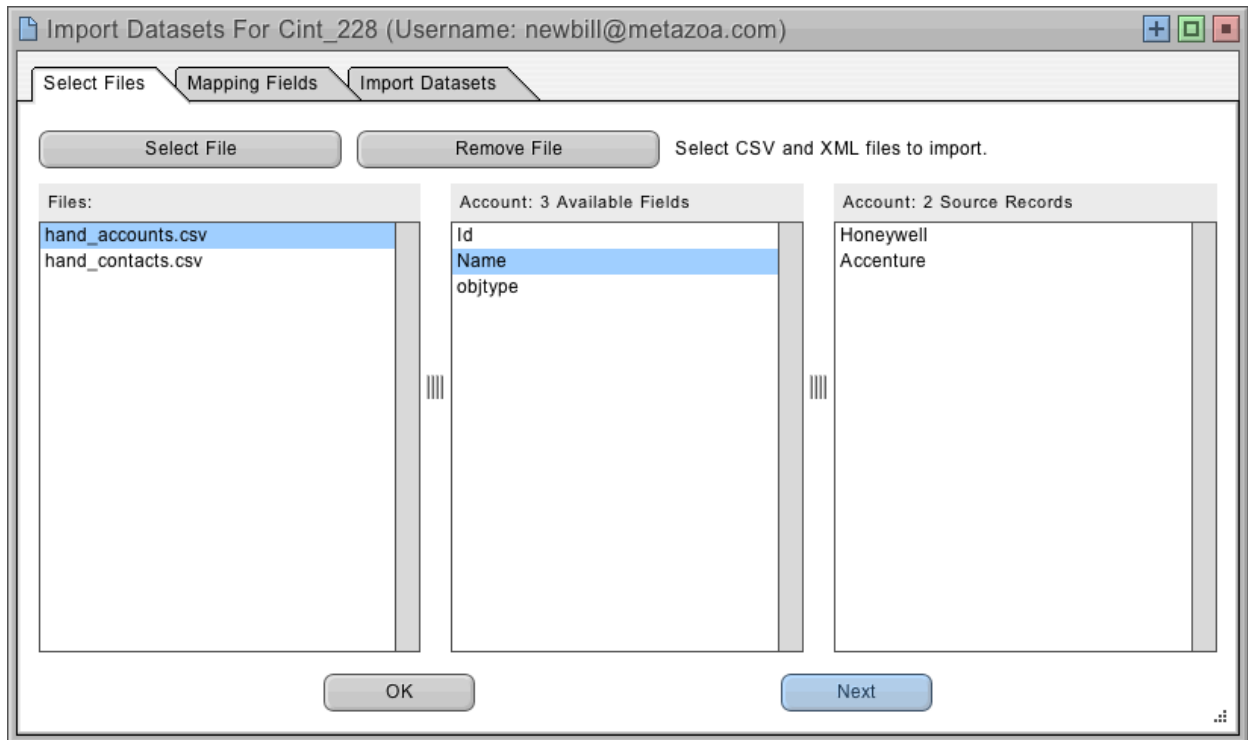 Import Datasets For Cint_228 (Username: newbill@metazoa.com)
Select Files
Mapping Fields
Import Datasets
Select File
Remove File
Select CSV and XML files to import.
Files:
hand_accounts.csv
hand_contacts.csv
Account: 3 Available Fields
Id
Name
objtype
Account: 2 Source Records
Honeywell
Accenture
OK
Next